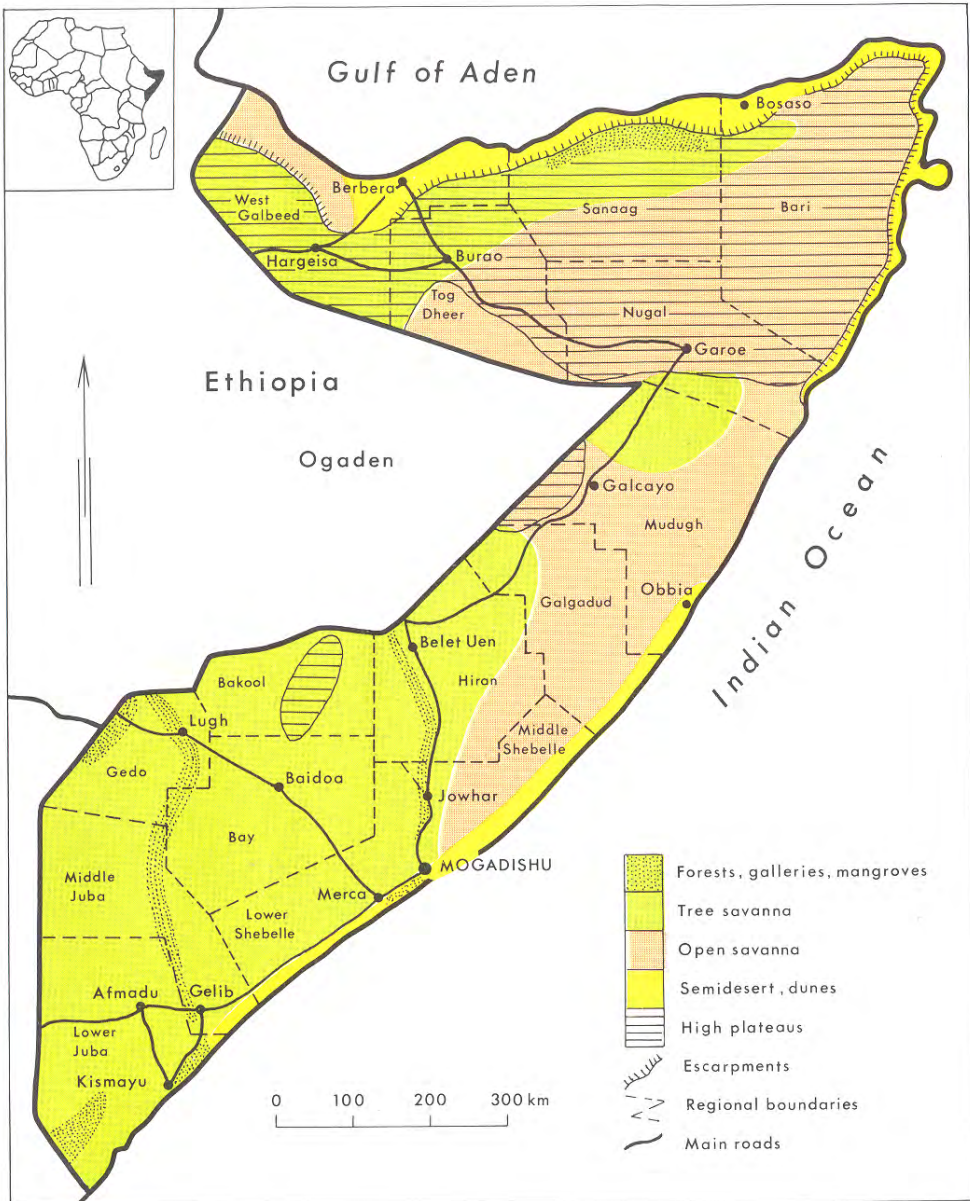 Gulf of Aden
Bosaso
Berbera
West
Galbeed
Sanaag
Bari
Hargeisa
Burao
Tog
Dheer
Nugal
Garoe
Ethiopia
Ogaden
Galcayo
Mudugh
Indian Ocean
Galgadud
Obbia
Belet Uen
Hiran
Bakool
Lugh
Middle
Shebelle
Gedo
Baidoa
Jowhar
Bay
MOGADISHU
Middle
Juba
Merca
Lower
Shebelle
Afmadu
Gelib
Lower
Juba
Kismayu
0 100 200 300 km
Forests, galleries, mangroves
Tree savanna
Open savanna
Semidesert, dunes
High plateaus
Escarpments
Regional boundaries
Main roads